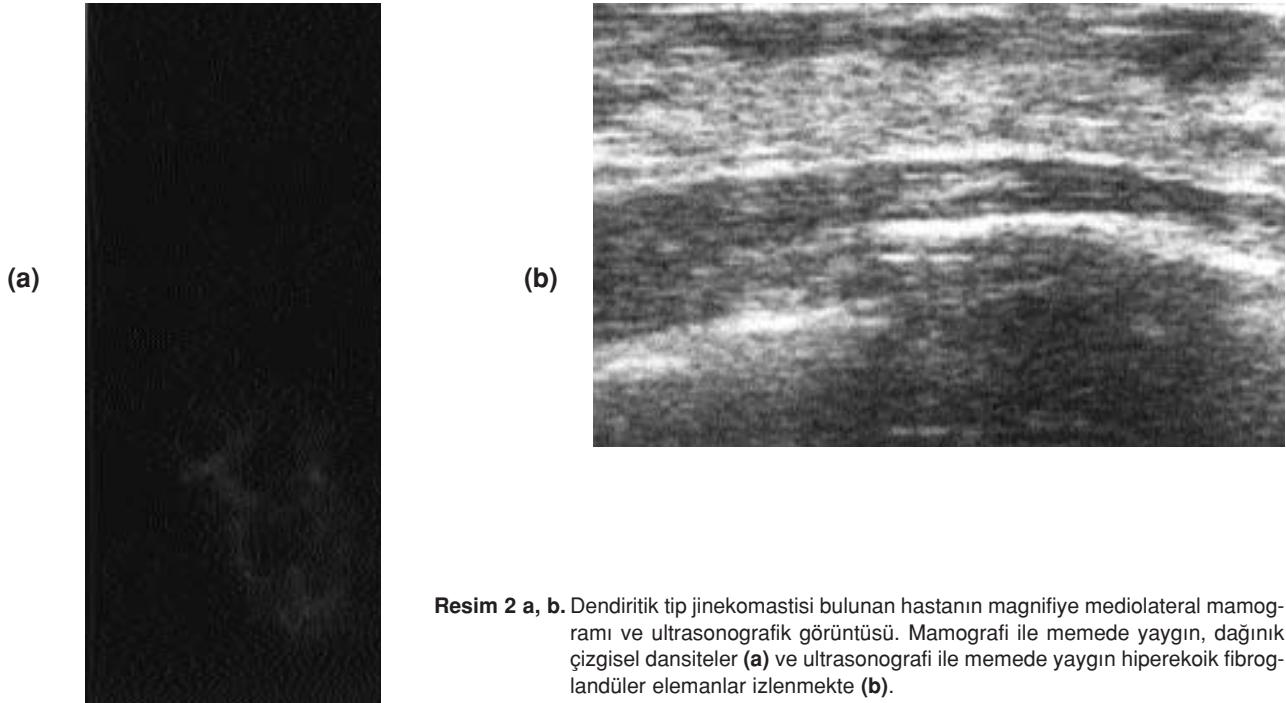 (a)
(b)
Resim 2 a, b. Dendiritik tip jinekomastisi bulunan hastanın magnifiye mediolateral mamog-
ramı ve ultrasonografik görüntüsü. Mamografi ile memede yaygın, dağınık
çizgisel dansiteler (a) ve ultrasonografi ile memede yaygın hiperekoik fibrog-
landüler elemanlar izlenmekte (b).